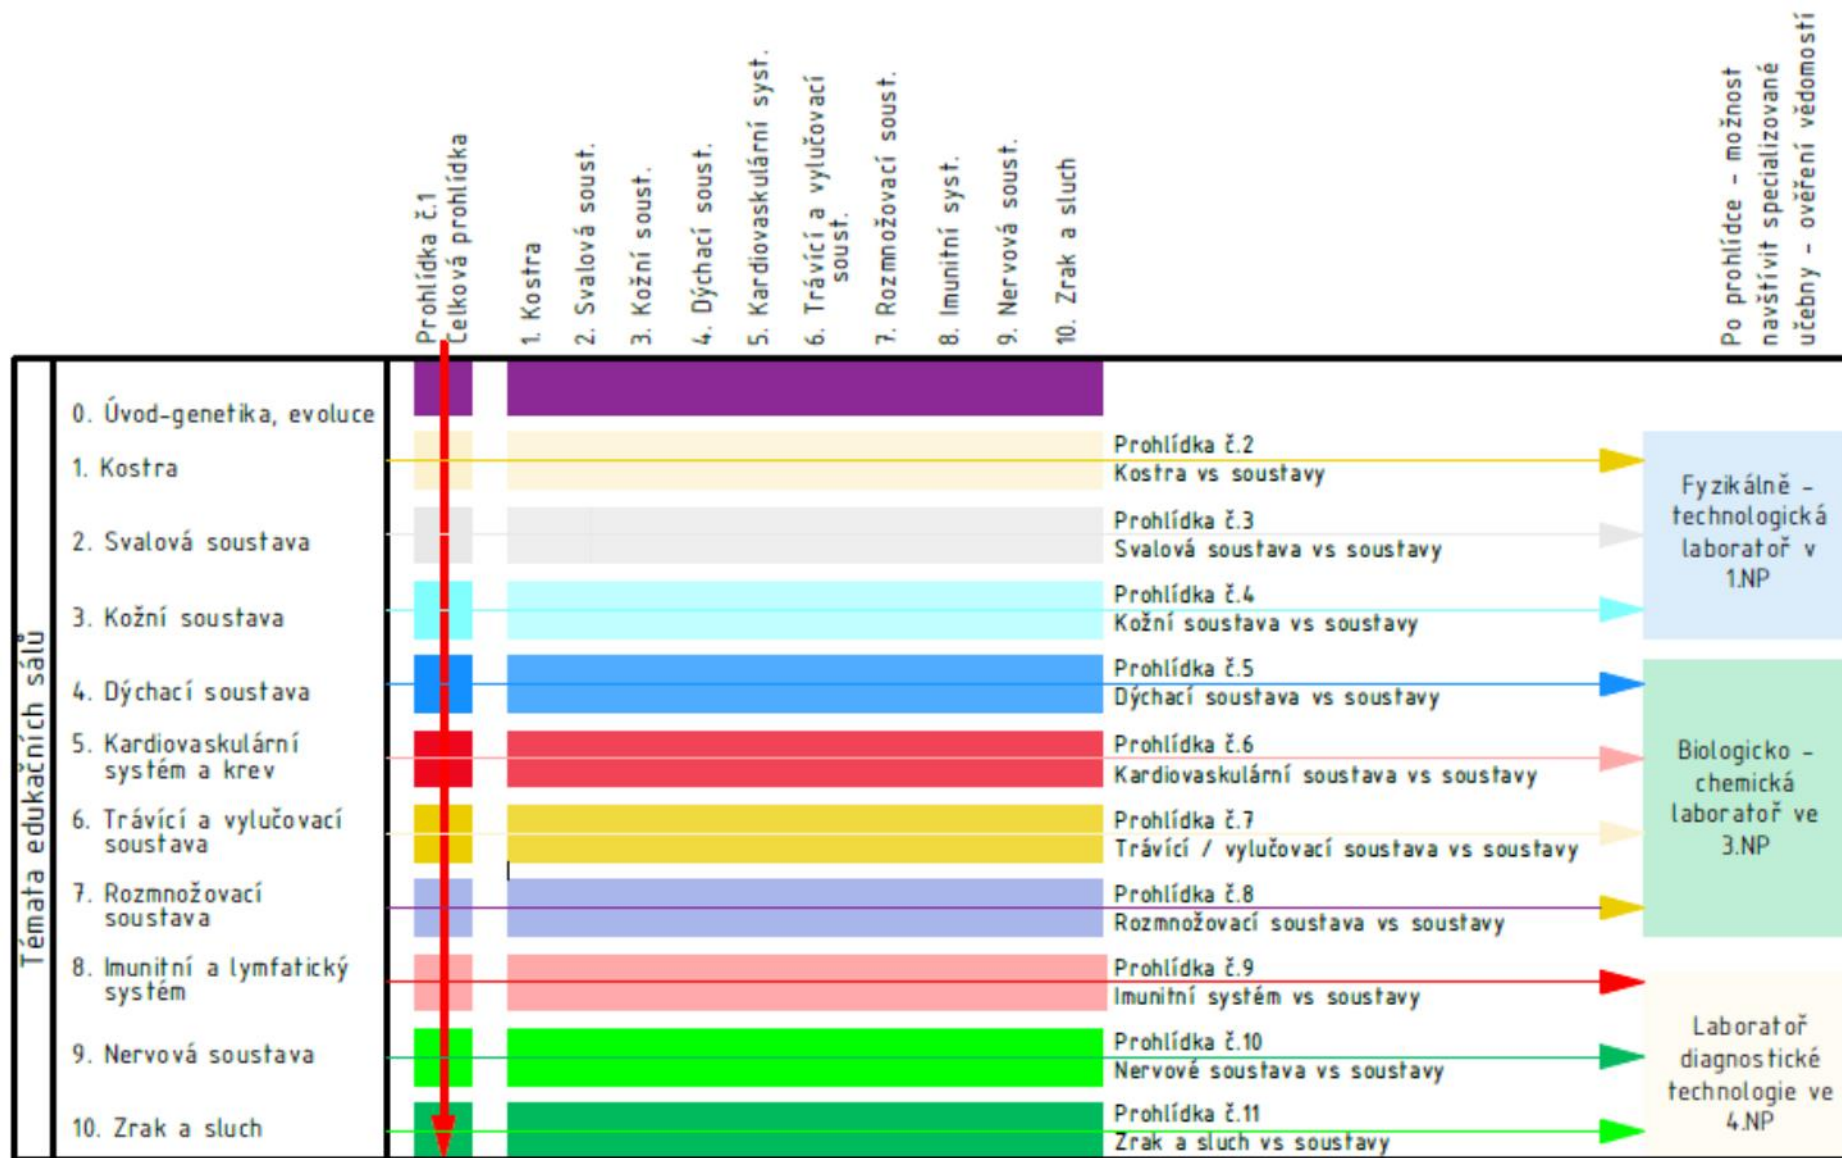 Prohlídka č.1
Celková prohlídka
1. Kostra
2. Svalová soust.
3. Kožní soust.
4. Dýchací soust.
5. Kardiovaskulární syst.
6. Trávící a vylučovací
soust.
7. Rozmnožovací soust.
8. Imunitní syst.
9. Nervová soust.
10. Zrak a sluch
Po prohlídce - možnost
navštívit specializované
učebny - ověření vědomostí
Témata edukačních sálů
0. Úvod-genetika, evoluce
1. Kostra
Prohlídka č.2
Kostra vs soustavy
2. Svalová soustava
Prohlídka č.3
Svalová soustava vs soustavy
3. Kožní soustava
Prohlídka č.4
Kožní soustava vs soustavy
Fyzikálně -
technologická
laboratoř v
1.NP
4. Dýchací soustava
Prohlídka č.5
Dýchací soustava vs soustavy
5. Kardiovaskulární
systém a krev
Prohlídka č.6
Kardiovaskulární soustava vs soustavy
6. Trávící a vylučovací
soustava
Prohlídka č.7
Trávící / vylučovací soustava vs soustavy
7. Rozmnožovací
soustava
Prohlídka č.8
Rozmnožovací soustava vs soustavy
Biologicko -
chemická
laboratoř ve
3.NP
8. Imunitní a lymfatický
systém
Prohlídka č.9
Imunitní systém vs soustavy
9. Nervová soustava
Prohlídka č.10
Nervové soustava vs soustavy
10. Zrak a sluch
Prohlídka č.11
Zrak a sluch vs soustavy
Laboratoř
diagnostické
technologie ve
4.NP